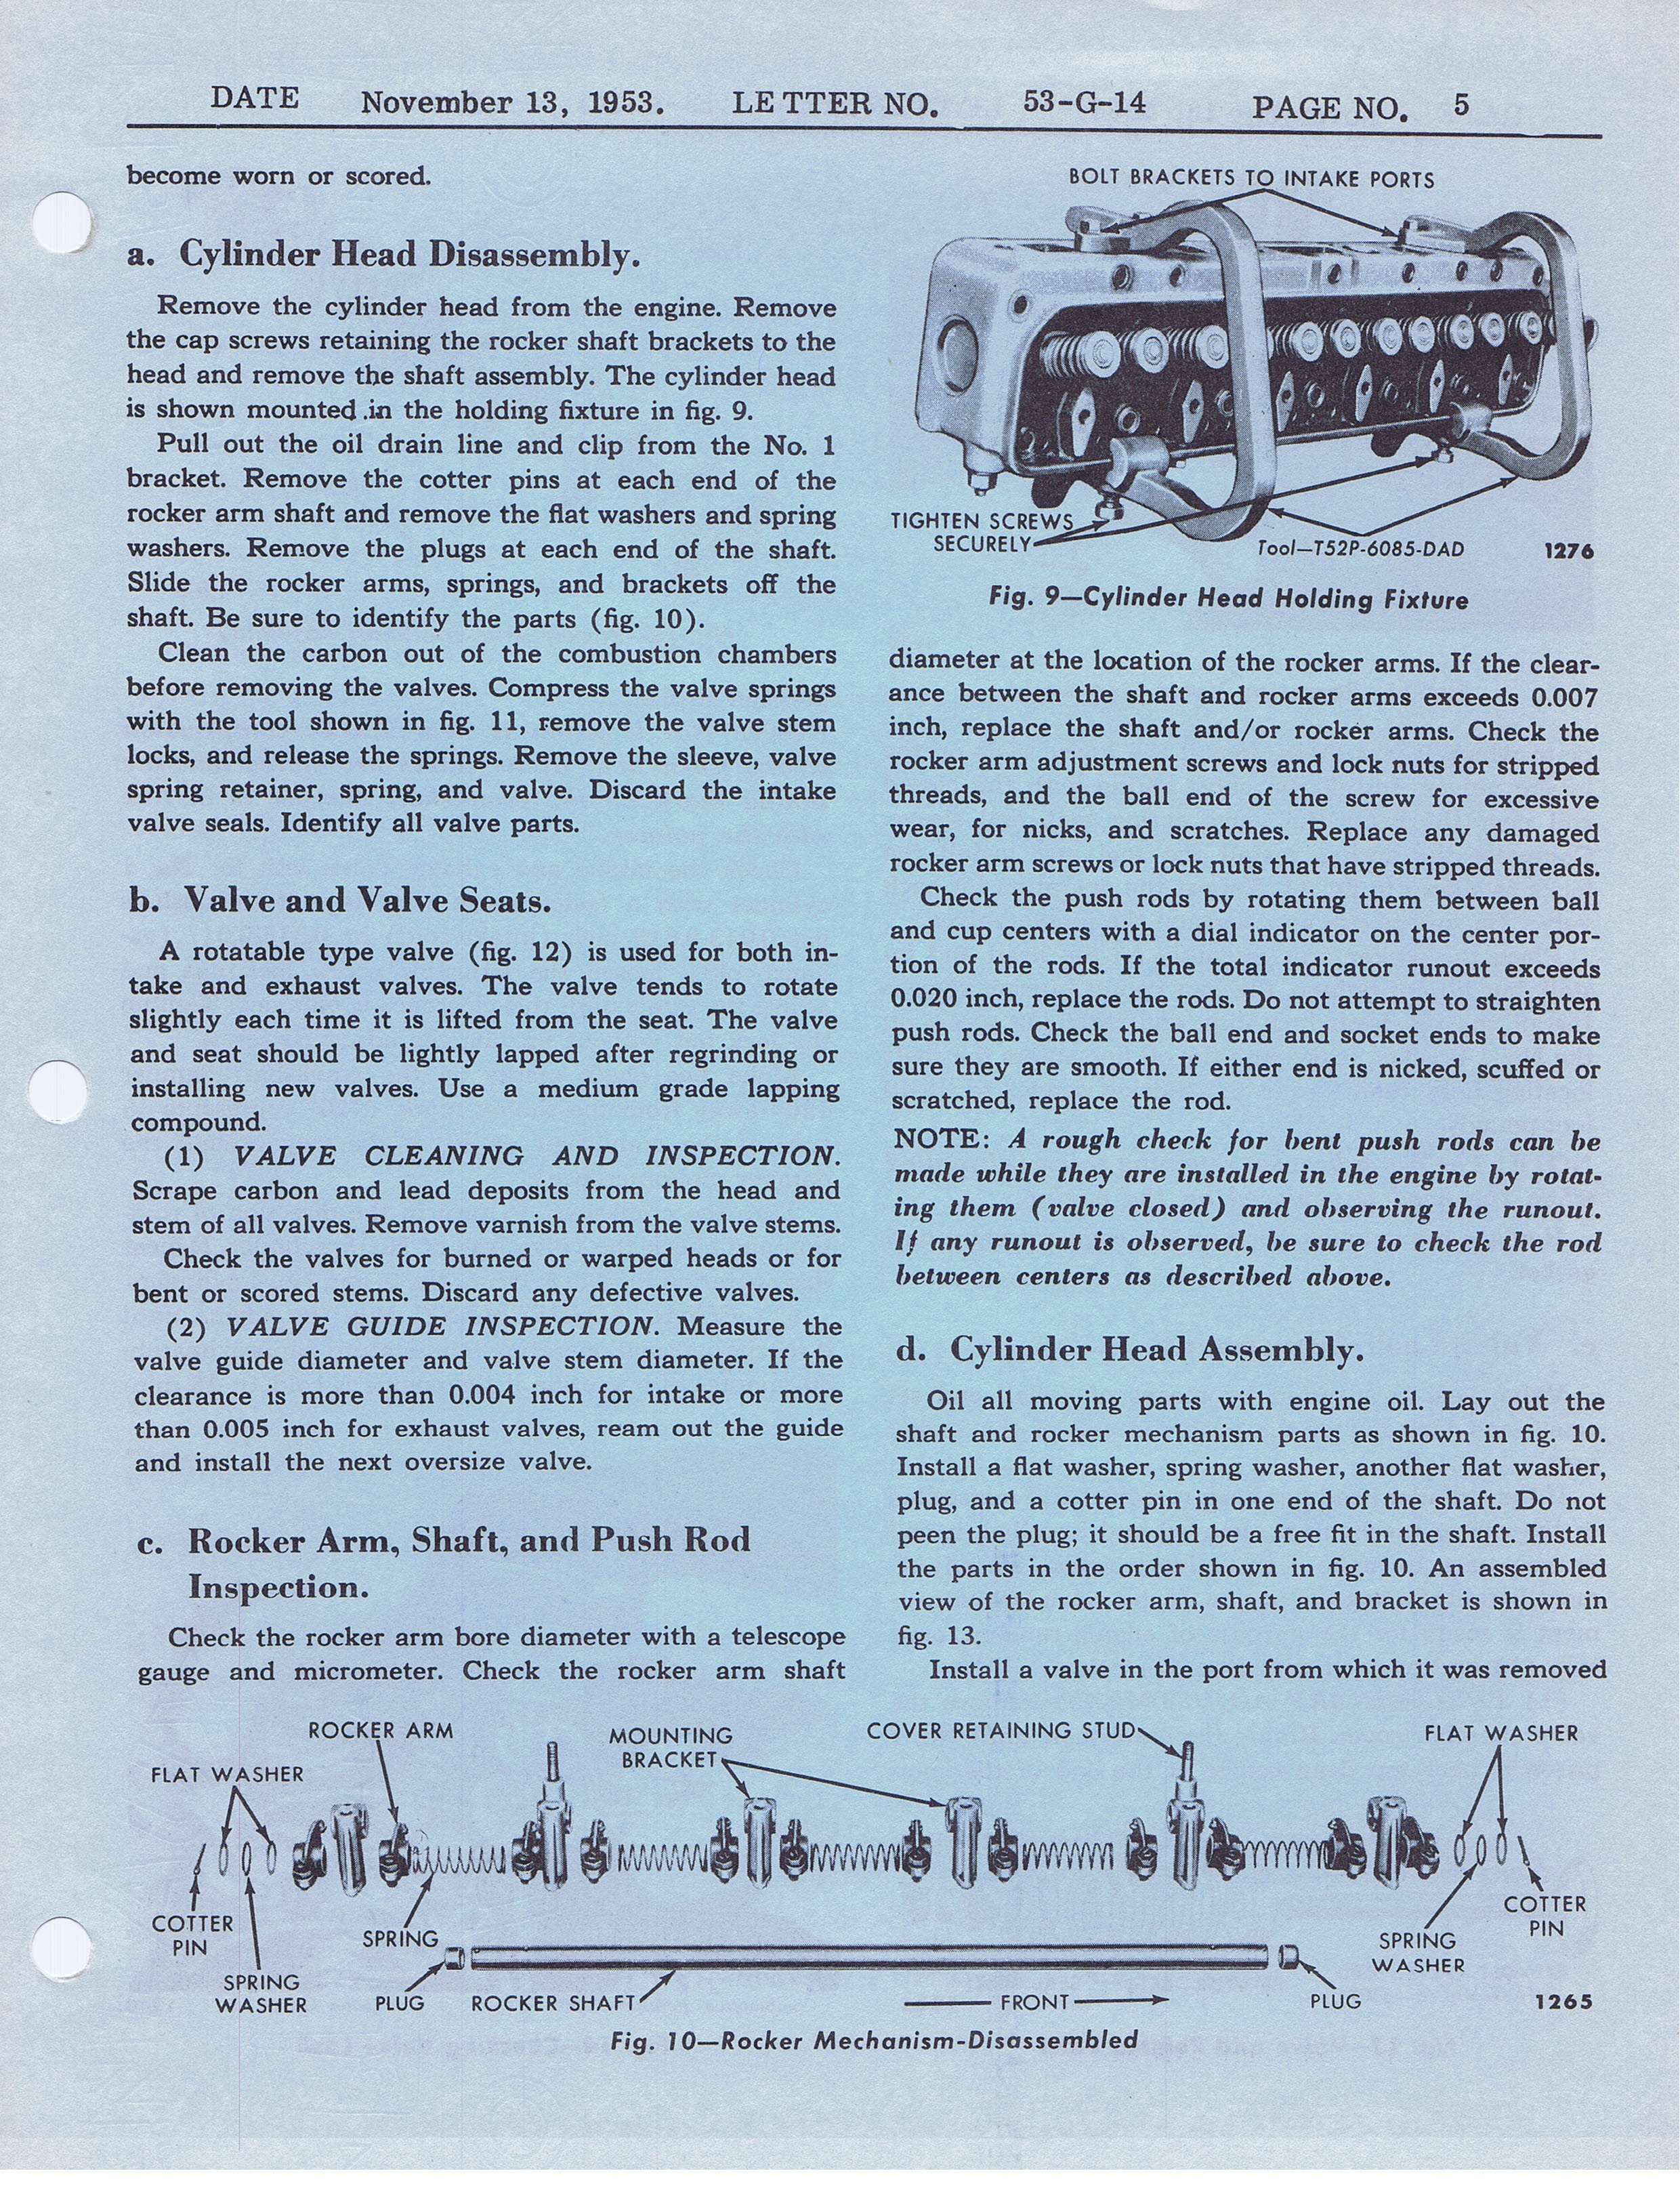 DATE November 13, 1953. LETTER NO. 53-G-14 PAGE NO. 5
become worn or scored.
a. Cylinder Head Disassembly.
Remove the cylinder head from the engine. Remove
the cap screws retaining the rocker shaft brackets to the
head and remove the shaft assembly. The cylinder head
is shown mounted .in the holding fixture in fig. 9.
Pull out the oil drain line and clip from the No. 1
bracket. Remove the cotter pins at each end of the
rocker arm shaft and remove the flat washers and spring
washers. Remove the plugs at each end of the shaft.
Slide the rocker arms, springs, and brackets off the
shaft. Be sure to identify the parts (fig. 10).
Clean the carbon out of the combustion chambers
before removing the valves. Compress the valve springs
with the tool shown in fig. 11, remove the valve stem
locks, and release the springs. Remove the sleeve, valve
spring retainer, spring, and valve. Discard the intake
valve seals. Identify all valve parts.
b. Valve and Valve Seats.
A rotatable type valve (fig. 12) is used for both in-
take and exhaust valves. The valve tends to rotate
slightly each time it is lifted from the seat. The valve
and seat should be lightly lapped after regrinding or
installing new valves. Use a medium grade lapping
compound.
(1) VALVE CLEANING AND INSPECTION.
Scrape carbon and lead deposits from the head and
stem of all valves. Remove varnish from the valve stems.
Check the valves for burned or warped heads or for
bent or scored stems. Discard any defective valves.
(2) VALVE GUIDE INSPECTION. Measure the
valve guide diameter and valve stem diameter. If the
clearance is more than 0.004 inch for intake or more
than 0.005 inch for exhaust valves, ream out the guide
and install the next oversize valve.
c. Rocker Arm, Shaft, and Push Rod
Inspection.
Check the rocker arm bore diameter with a telescope
gauge and micrometer. Check the rocker arm shaft
BOLT BRACKETS TO INTAKE PORTS
TIGHTEN SCREWS
SECURELY
Tool—T52P-6085-DAD
1276
Fig. 9—Cylinder Head Holding Fixture
diameter at the location of the rocker arms. If the clear-
ance between the shaft and rocker arms exceeds 0.007
inch, replace the shaft and/or rocker arms. Check the
rocker arm adjustment screws and lock nuts for stripped
threads, and the ball end of the screw for excessive
wear, for nicks, and scratches. Replace any damaged
rocker arm screws or lock nuts that have stripped threads.
Check the push rods by rotating them between ball
and cup centers with a dial indicator on the center por-
tion of the rods. If the total indicator runout exceeds
0.020 inch, replace the rods. Do not attempt to straighten
push rods. Check the ball end and socket ends to make
sure they are smooth. If either end is nicked, scuffed or
scratched, replace the rod.
NOTE: A rough check for bent push rods can be
made while they are installed in the engine by rotat-
ing them (valve closed) and observing the runout.
If any runout is observed, be sure to check the rod
between centers as described above.
d. Cylinder Head Assembly.
Oil all moving parts with engine oil. Lay out the
shaft and rocker mechanism parts as shown in fig. 10.
Install a flat washer, spring washer, another flat washer,
plug, and a cotter pin in one end of the shaft. Do not
peen the plug; it should be a free fit in the shaft. Install
the parts in the order shown in fig. 10. An assembled
view of the rocker arm, shaft, and bracket is shown in
fig. 13.
Install a valve in the port from which it was removed
ROCKER ARM
MOUNTING
BRACKET
COVER RETAINING STUD
FLAT WASHER
FLAT WASHER
COTTER
PIN
SPRING
WASHER
SPRING
PLUG
ROCKER SHAFT
FRONT
SPRING
WASHER
COTTER
PIN
PLUG
1265
Fig. 10—Rocker Mechanism-Disassembled